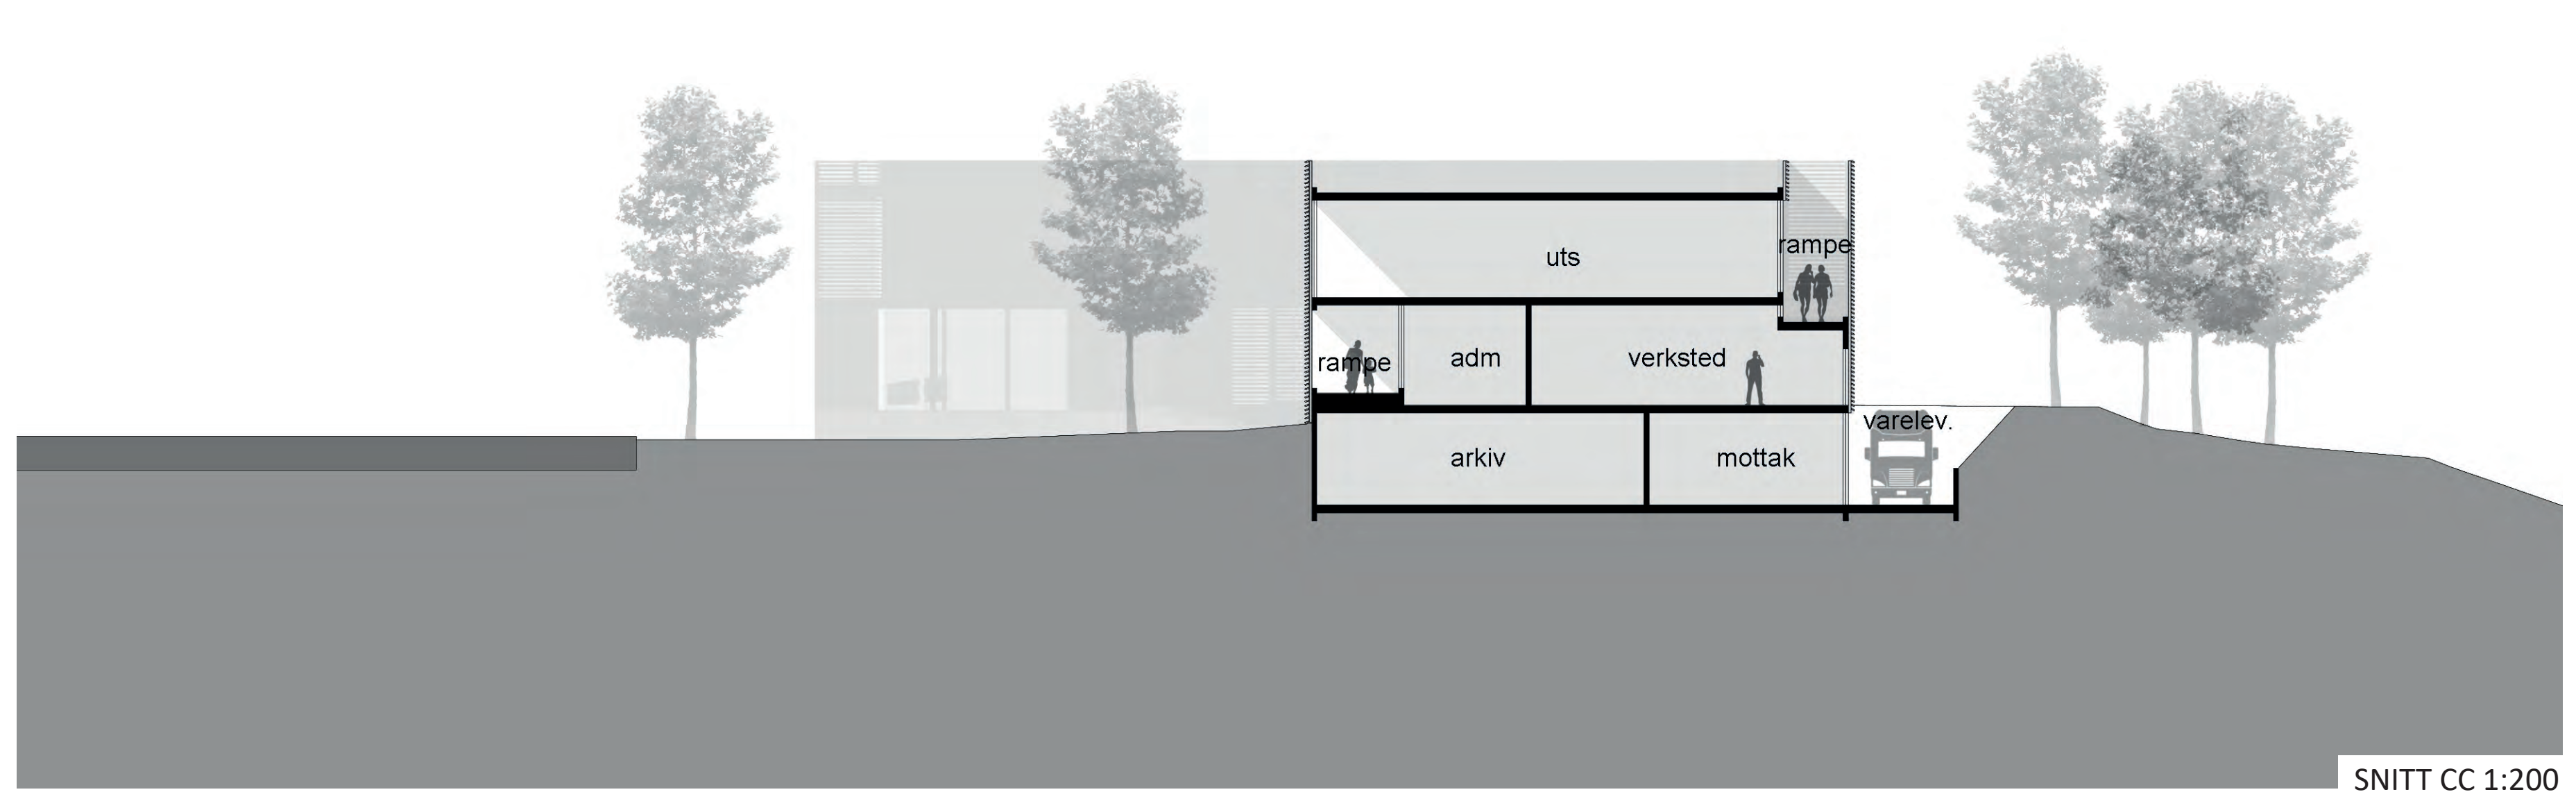 uts
rampe
rampe
adm
verksted
varelev.
arkiv
mottak
SNITT CC 1:200